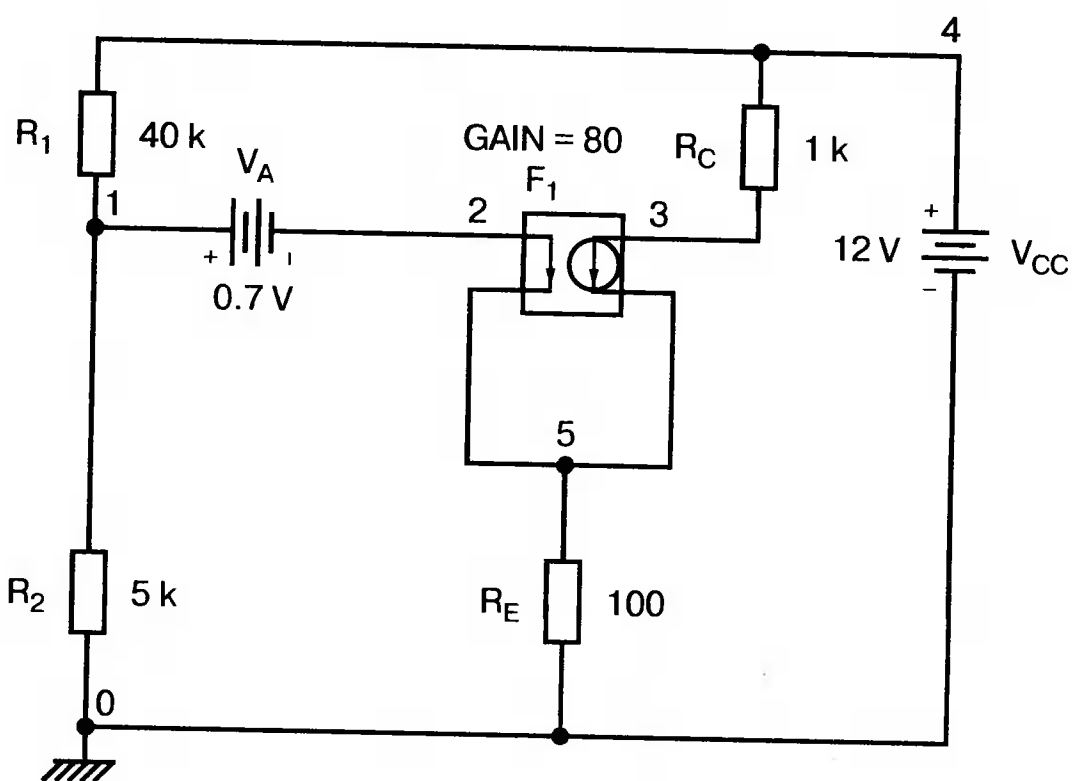 4
R1
40 k
VA
GAIN = 80
F1
RC
1 k
1
+
-
0.7 V
2
3
+
12 V
VCC
−
5
R2
5 k
RE
100
0